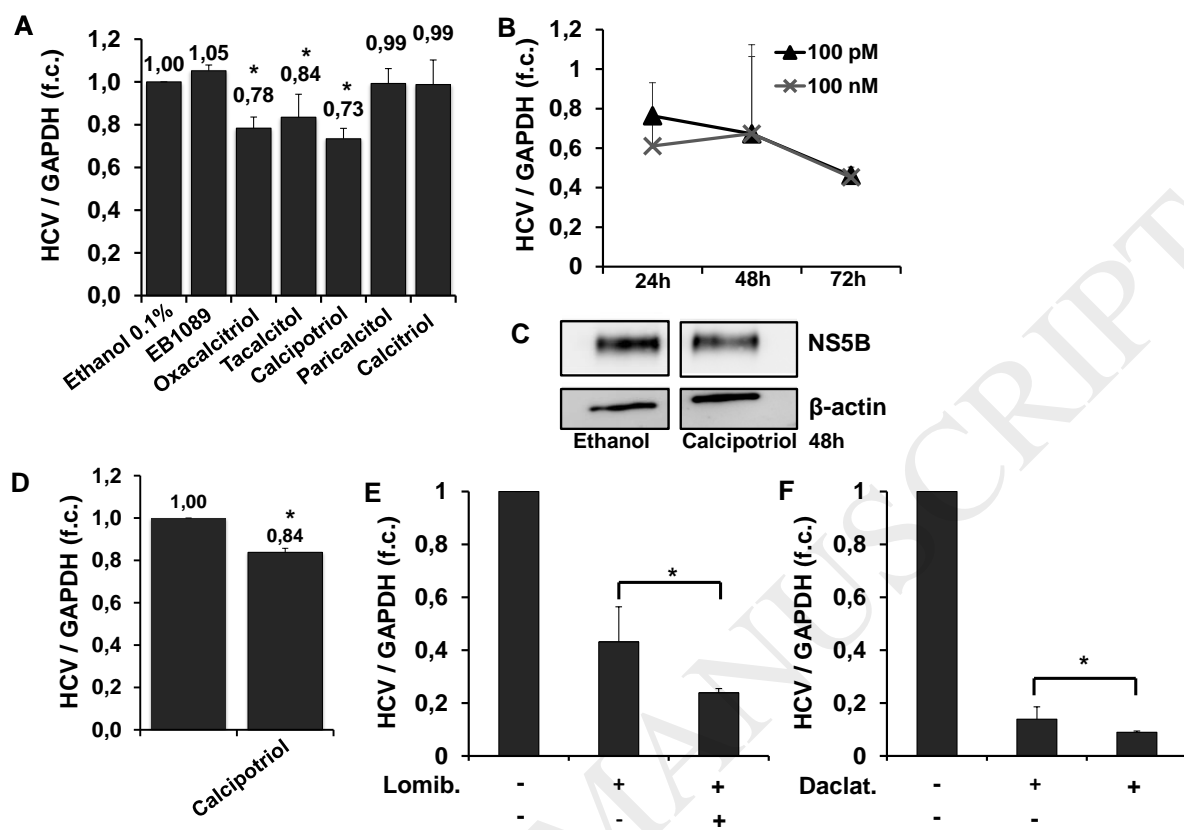 A
HCV / GAPDH (f.c.)
1,2
1,0
0,8
0,6
0,4
0,2
0,0
1,00
1,05
*
0,78
*
0,84
*
0,73
0,99
0,99
Ethanol 0.1%
EB1089
Oxacalcitriol
Tacalcitol
Calcipotriol
Paricalcitol
Calcitriol
B
HCV / GAPDH (f.c.)
1,2
1
0,8
0,6
0,4
0,2
0
100 pM
100 nM
24h
48h
72h
C
NS5B
β-actin
Ethanol
Calcipotriol
48h
D
HCV / GAPDH (f.c.)
1,2
1,0
0,8
0,6
0,4
0,2
0,0
1,00
*
0,84
Calcipotriol
E
HCV / GAPDH (f.c.)
1
0,8
0,6
0,4
0,2
0
*
Lomib. - + +
- - +
F
HCV / GAPDH (f.c.)
1
0,8
0,6
0,4
0,2
0
*
Daclat. - + +
- - +
MANUSCRIPT